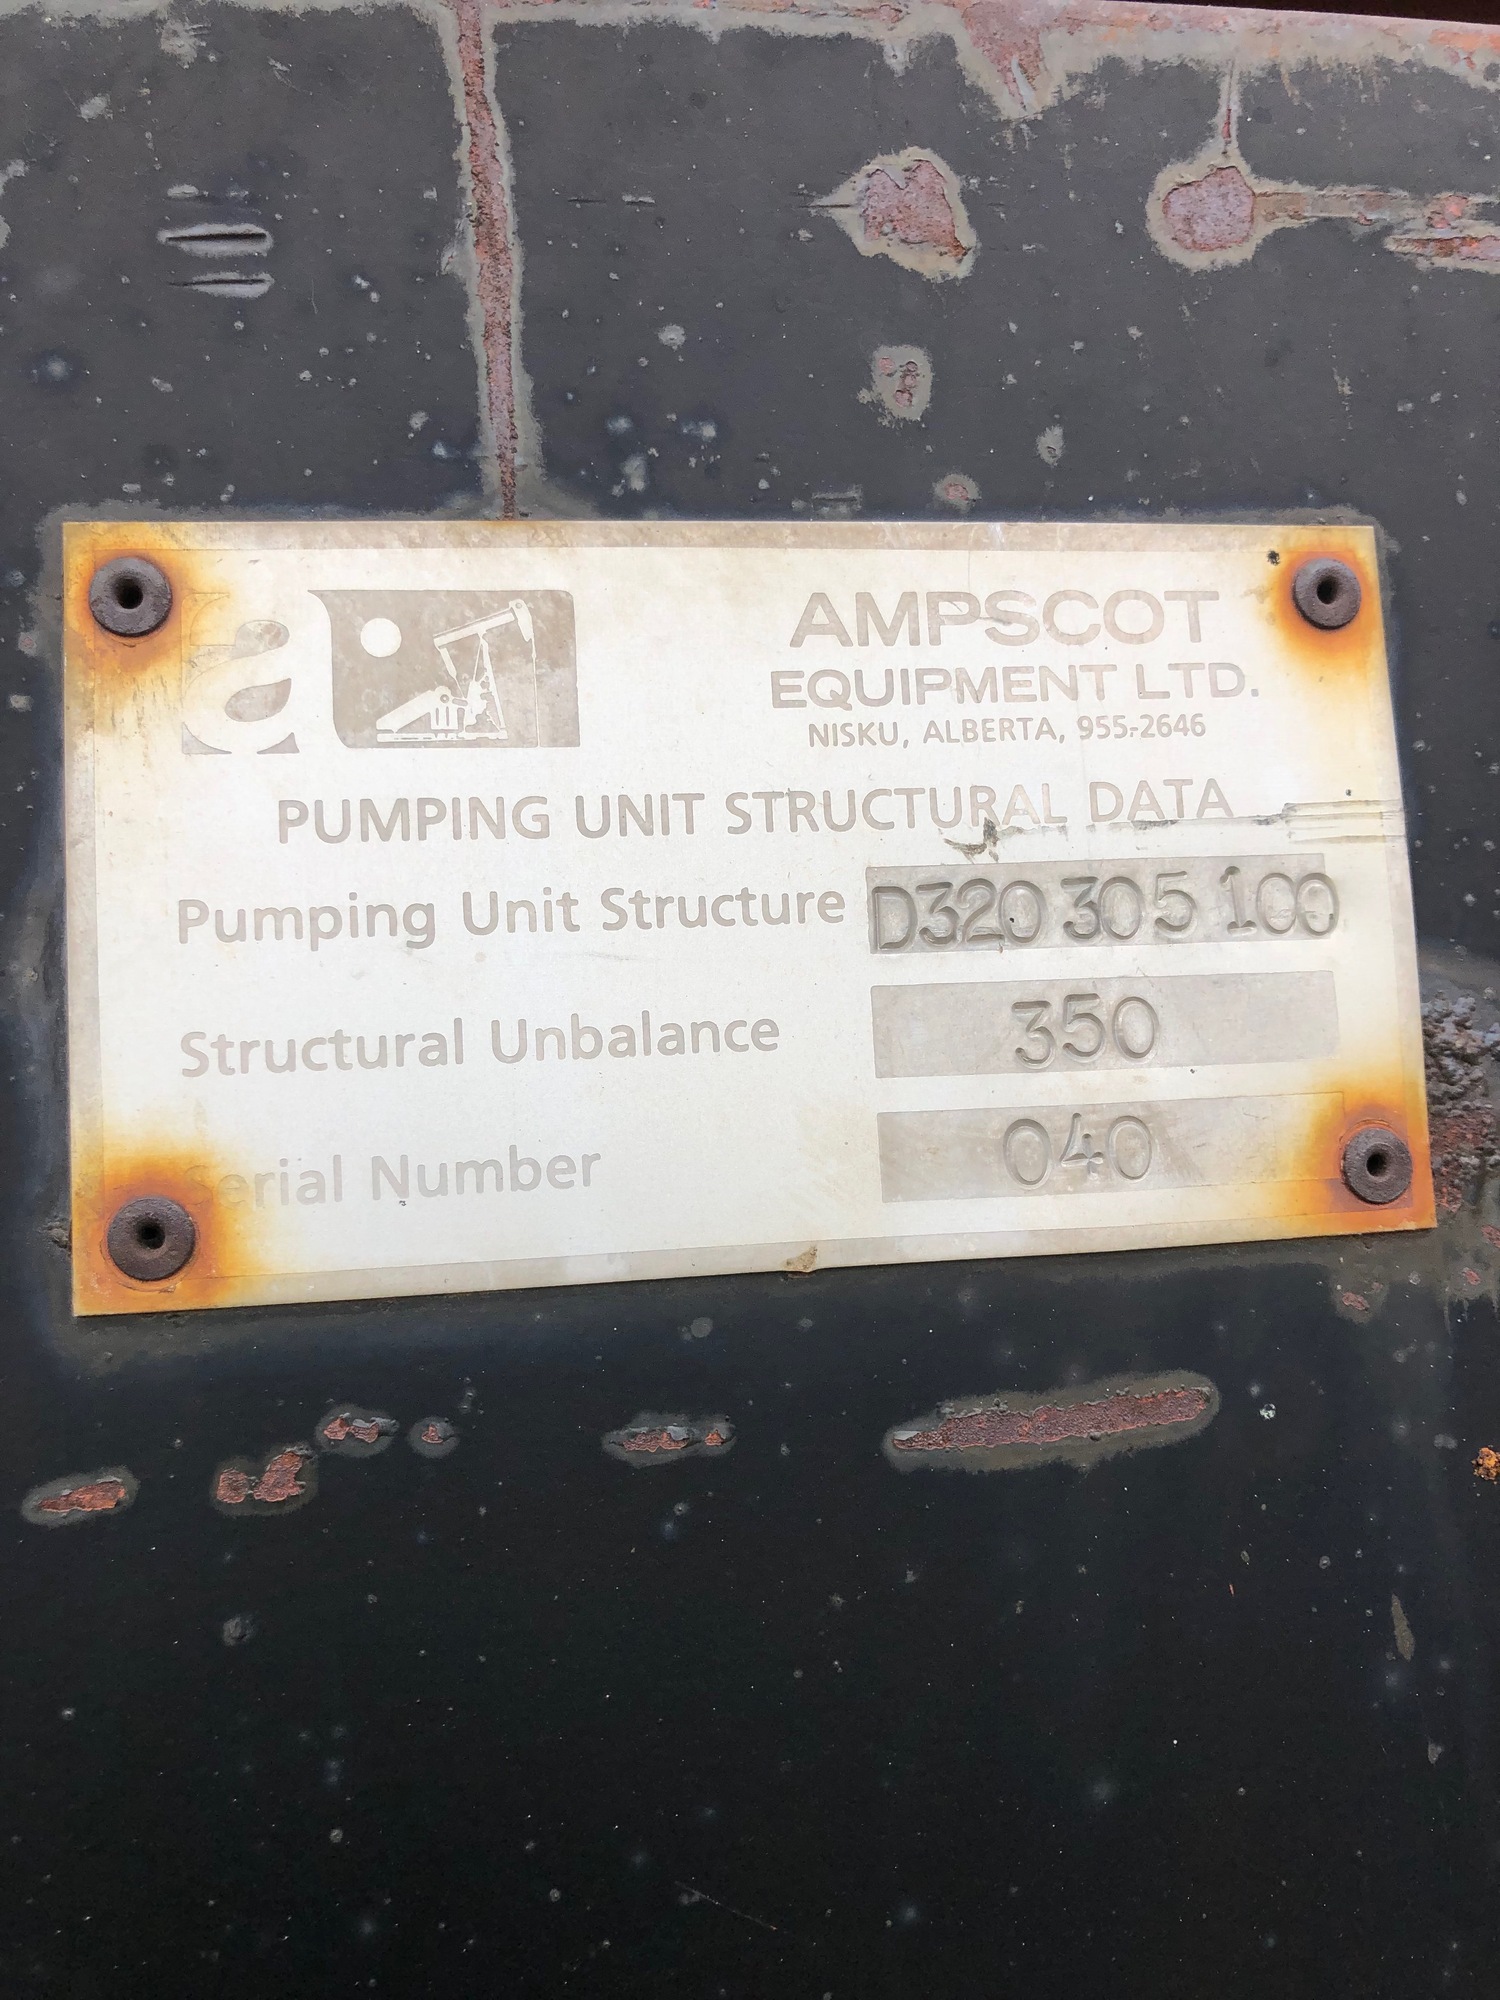 a
AMPSCOT
EQUIPMENT LTD.
NISKU, ALBERTA, 955-2646
PUMPING UNIT STRUCTURAL DATA
Pumping Unit Structure D320 305 100
Structural Unbalance 350
Serial Number 040